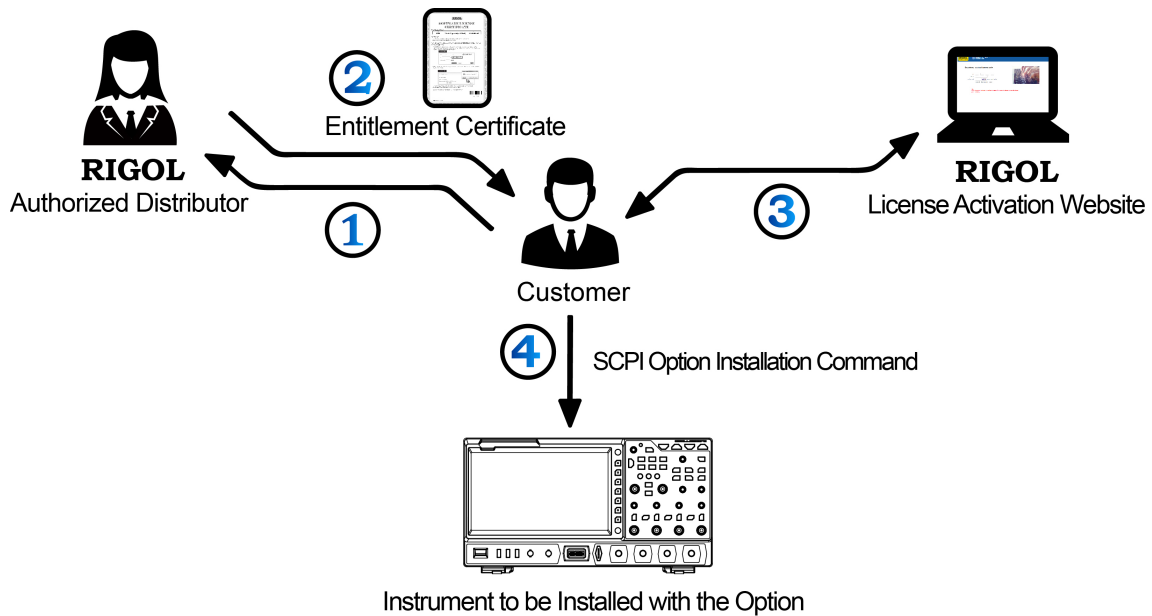 2
Entitlement Certificate
RIGOL
Authorized Distributor
1
3
RIGOL
License Activation Website
Customer
4
SCPI Option Installation Command
Instrument to be Installed with the Option